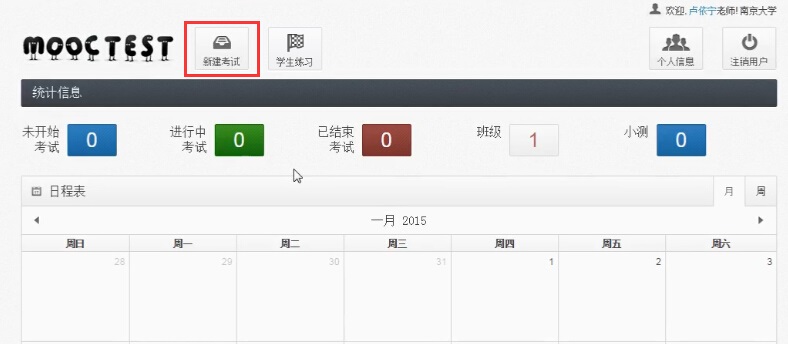 欢迎, 卢依宁老师! 南京大学
MOOCTEST
新建考试
学生练习
个人信息
注销用户
统计信息
未开始
考试
0
进行中
考试
0
已结束
考试
0
班级
1
小测
0
日程表
月
周
一月 2015
周日 周一 周二 周三 周四 周五 周六
28 29 30 31 1 2 3